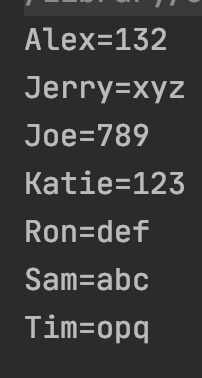 Alex=132
Jerry=xyz
Joe=789
Katie=123
Ron=def
Sam=abc
Tim=opq